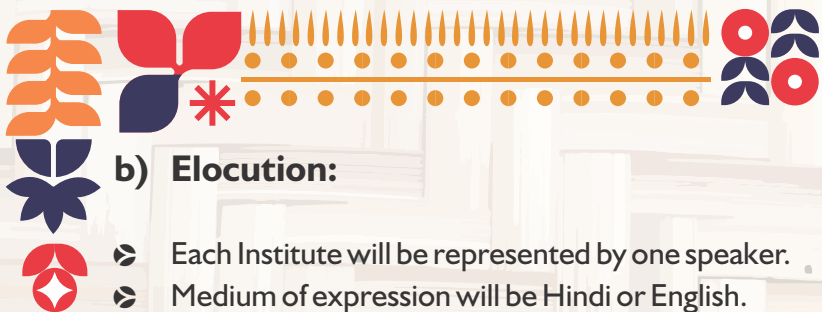 b) Elocution:
Each Institute will be represented by one speaker.
Medium of expression will be Hindi or English.